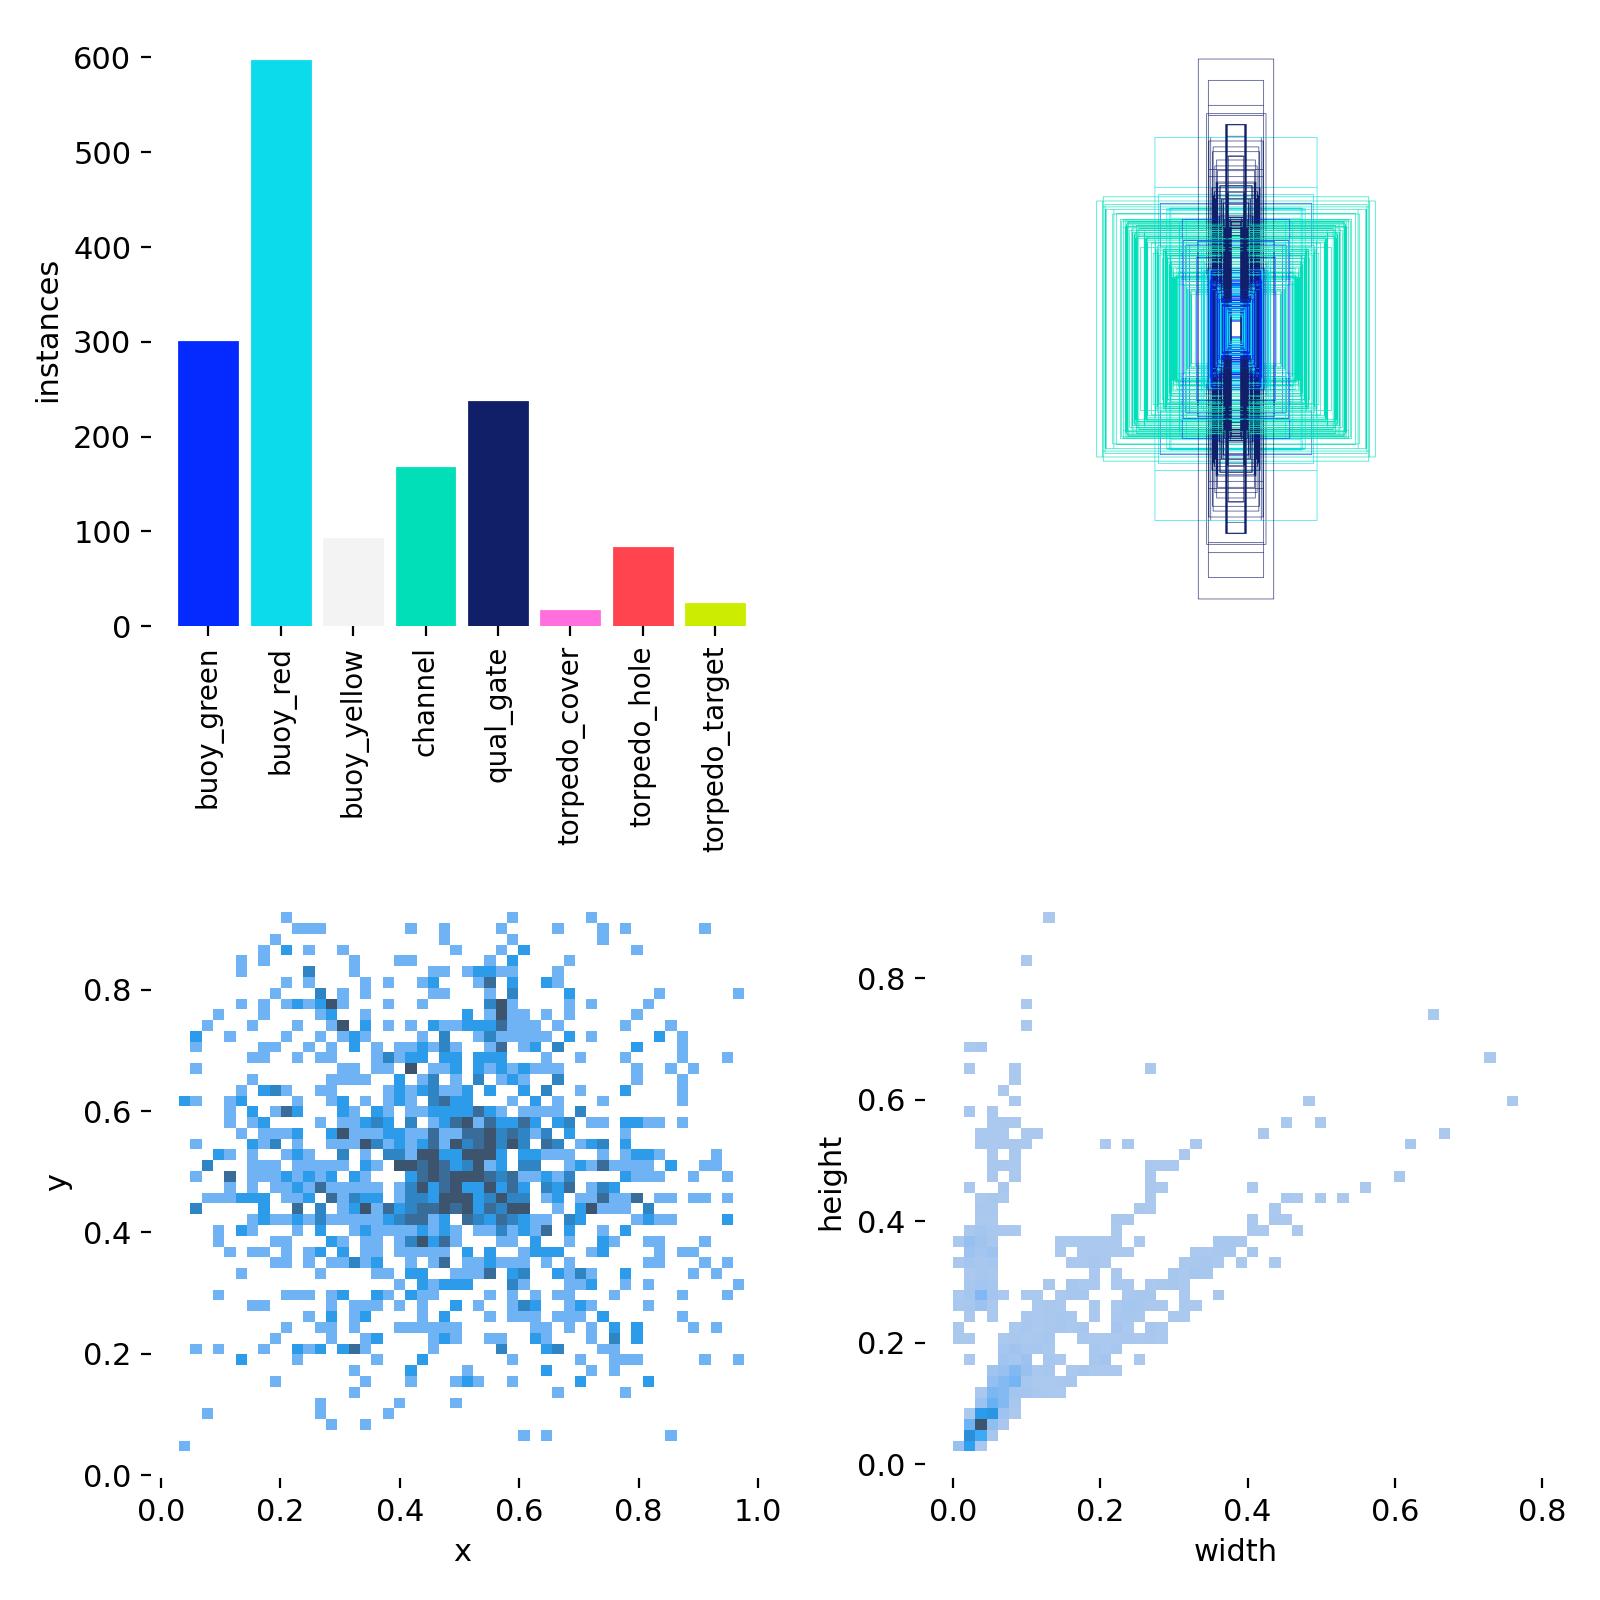 600
500
400
300
200
100
0
instances
buoy_green
buoy_red
buoy_yellow
channel
qual_gate
torpedo_cover
torpedo_hole
torpedo_target
0.8
0.6
0.4
0.2
0.0
y
0.0 0.2 0.4 0.6 0.8 1.0
x
0.8
0.6
0.4
0.2
0.0
height
0.0 0.2 0.4 0.6 0.8
width